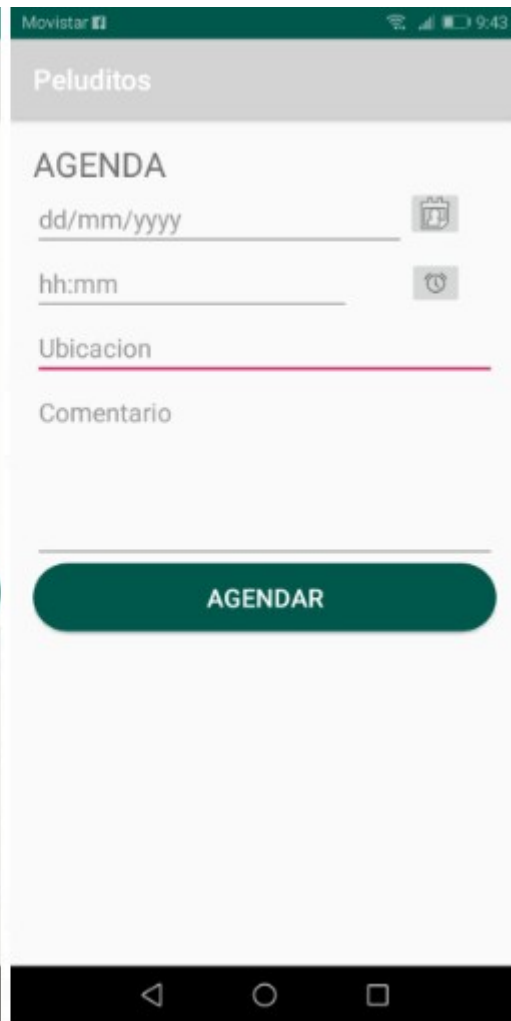 Movistar 9:43
Peluditos
AGENDA
dd/mm/yyyy
hh:mm
Ubicacion
Comentario
AGENDAR